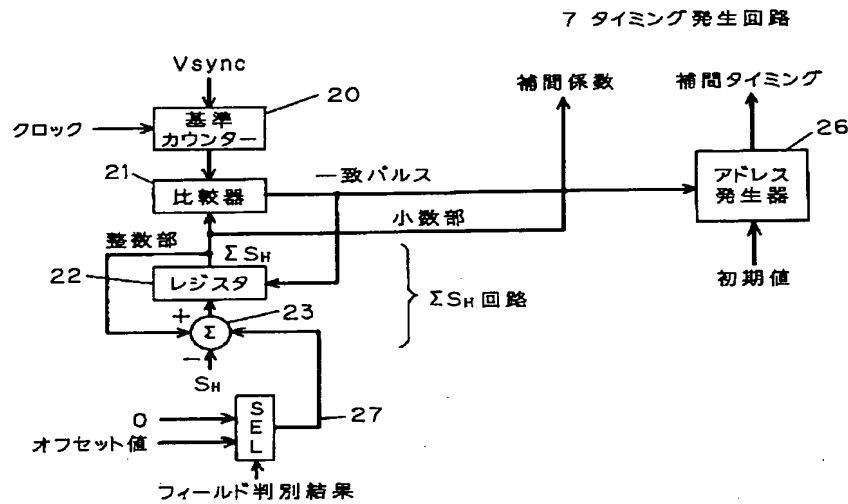 7 タイミング発生回路
Vsync
補間係数
補間タイミング
20
クロック
基準
カウンター
26
21
一致パルス
アドレス
発生器
比較器
小数部
整数部
ΣSH
22
初期値
レジスタ
ΣSH回路
+
23
Σ
−
SH
0
SEL
27
オフセット値
フィールド判別結果